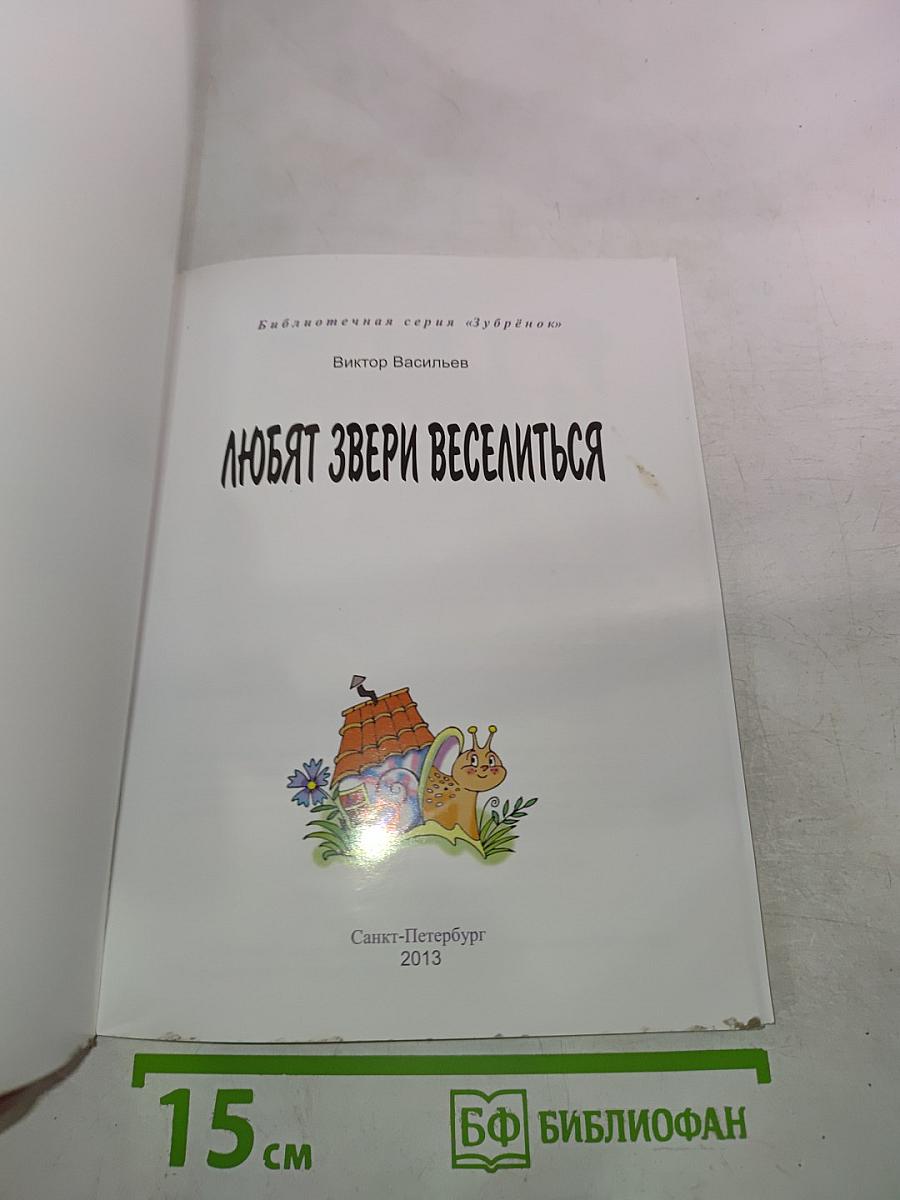 Библиотечная серия «Зубрёнок»
Виктор Васильев
ЛЮБЯТ ЗВЕРИ ВЕСЕЛИТЬСЯ
Санкт-Петербург
2013
15 см
БФ БИБЛИОФАН